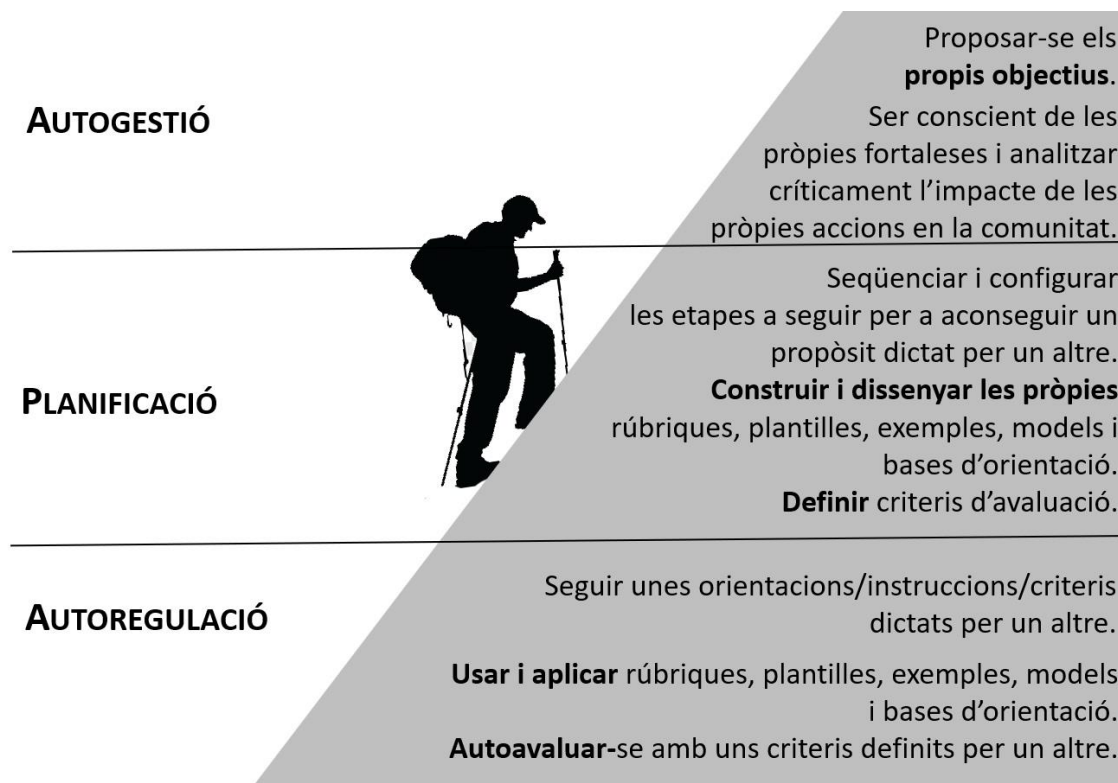 AUTOGESTIÓ
Proposar-se els
propis objectius.
Ser conscient de les
pròpies fortaleses i analitzar
críticament l’impacte de les
pròpies accions en la comunitat.
PLANIFICACIÓ
Seqüenciar i configurar
les etapes a seguir per a aconseguir un
propòsit dictat per un altre.
Construir i dissenyar les pròpies
rúbriques, plantilles, exemples, models i
bases d’orientació.
Definir criteris d’avaluació.
AUTOREGULACIÓ
Seguir unes orientacions/instruccions/criteris
dictats per un altre.
Usar i aplicar rúbriques, plantilles, exemples, models
i bases d’orientació.
Autoavaluar-se amb uns criteris definits per un altre.